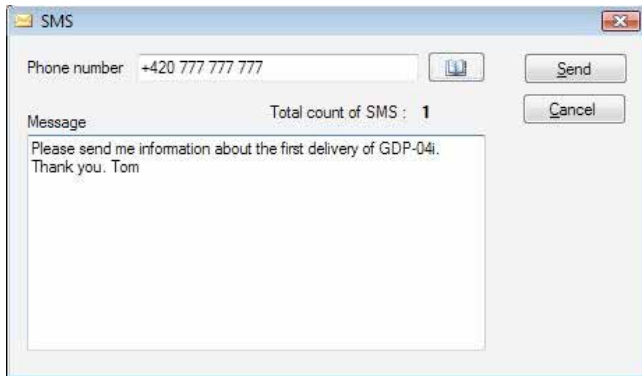 SMS
Phone number +420 777 777 777
Send
Total count of SMS : 1
Cancel
Message
Please send me information about the first delivery of GDP-04i.
Thank you. Tom